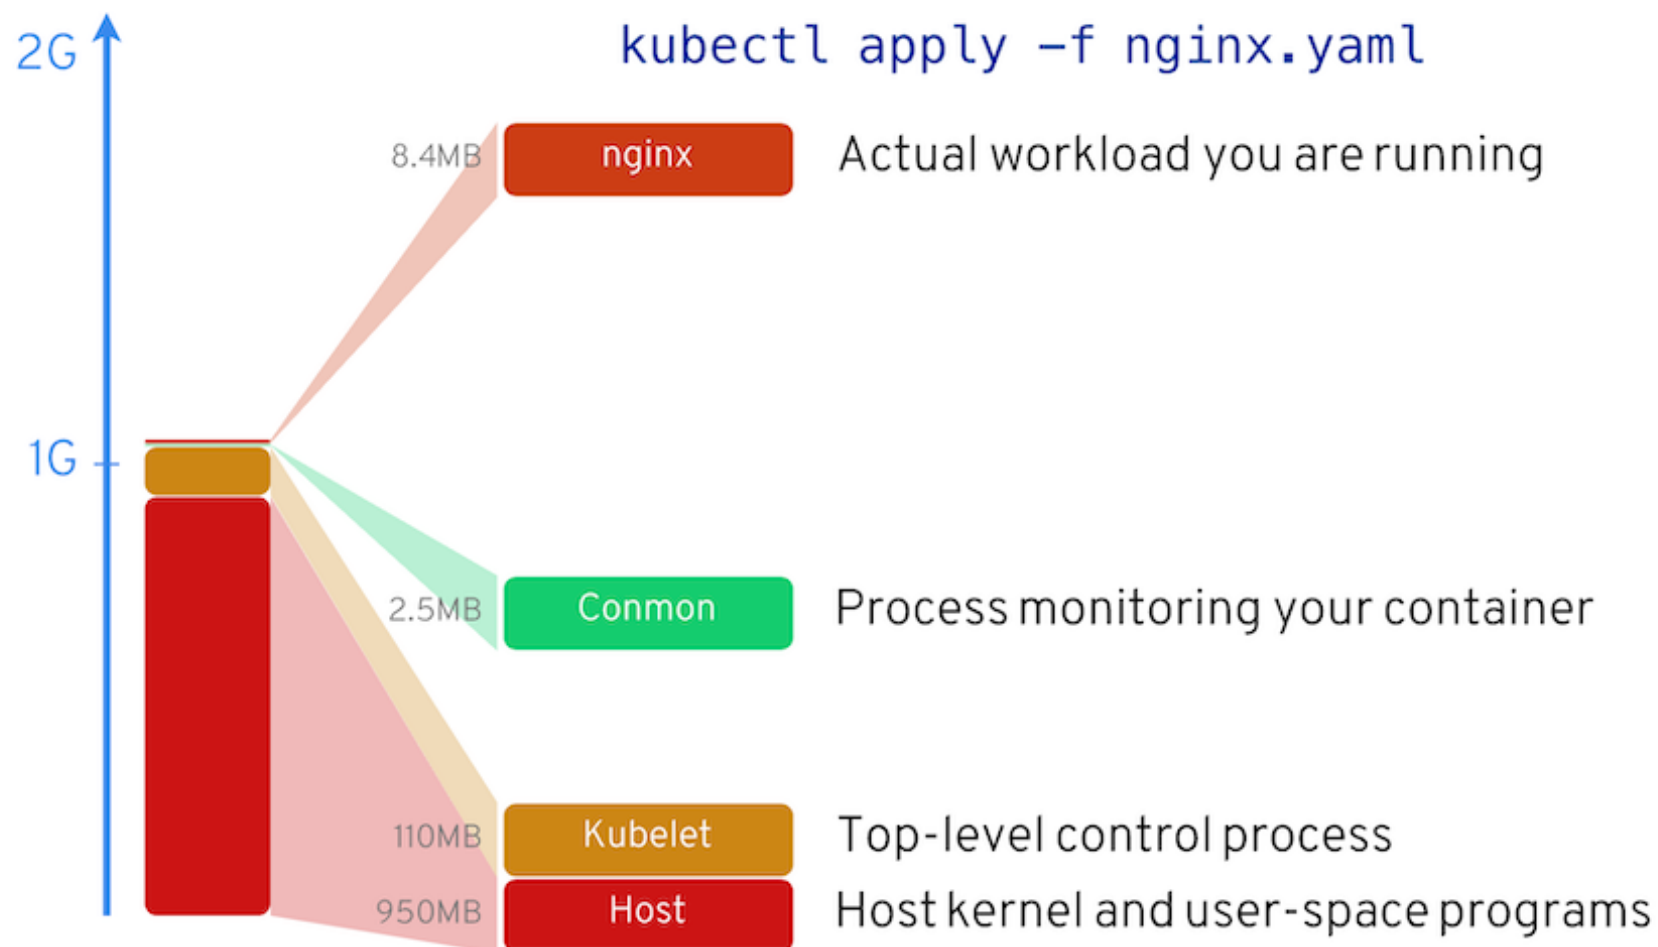 2G
kubectl apply -f nginx.yaml
8.4MB nginx Actual workload you are running
1G
2.5MB Conmon Process monitoring your container
110MB Kubelet Top-level control process
950MB Host Host kernel and user-space programs